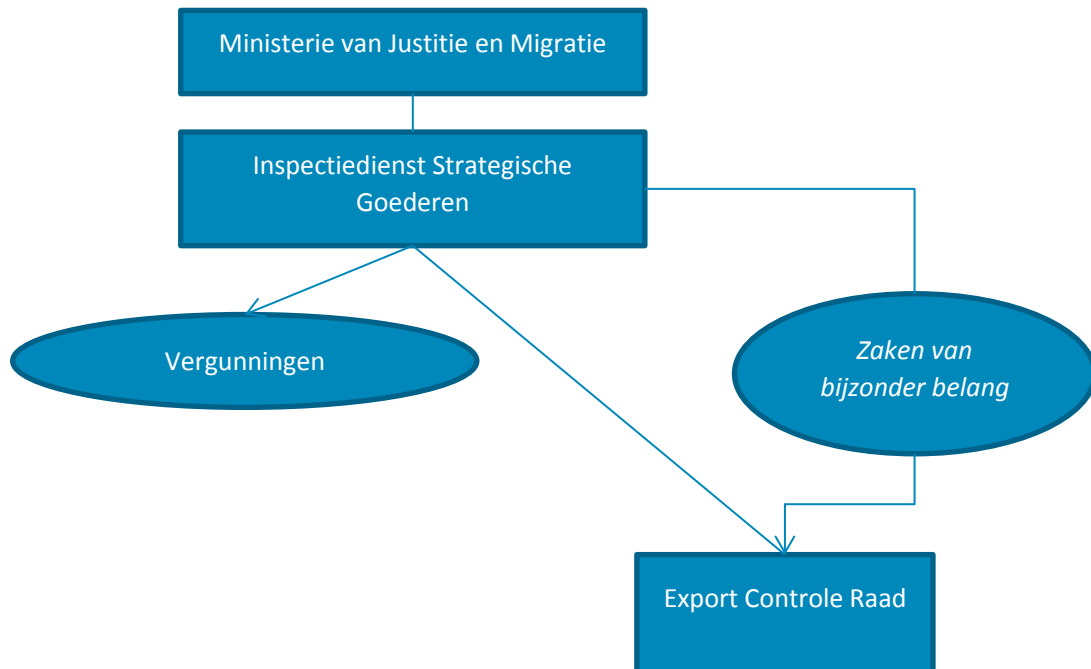 Ministerie van Justitie en Migratie
Inspectiedienst Strategische
Goederen
Vergunningen
Zaken van
bijzonder belang
Export Controle Raad